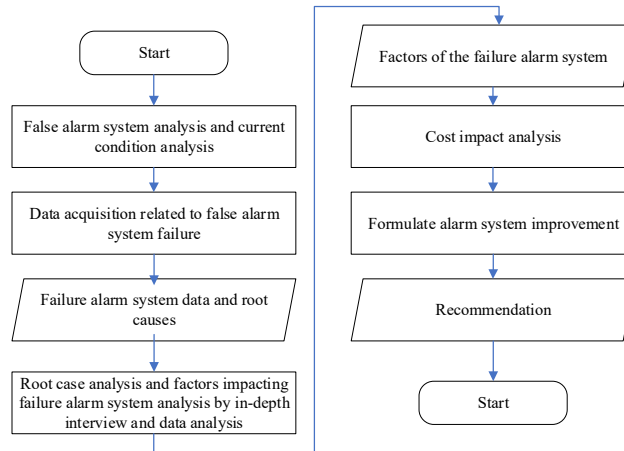 Start
False alarm system analysis and current
condition analysis
Data acquisition related to false alarm
system failure
Failure alarm system data and root
causes
Root case analysis and factors impacting
failure alarm system analysis by in-depth
interview and data analysis
Factors of the failure alarm system
Cost impact analysis
Formulate alarm system improvement
Recommendation
Start